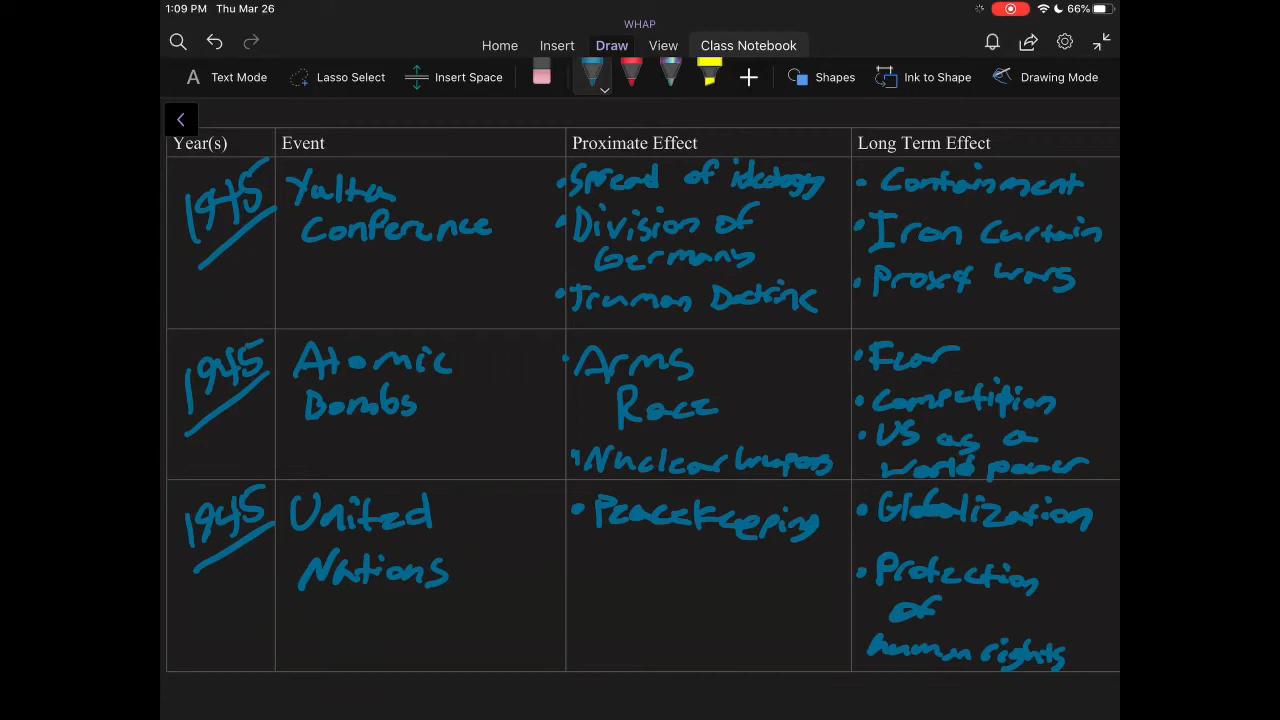 1:09 PM Thu Mar 26
66%
WHAP
Home Insert Draw View Class Notebook
Text Mode Lasso Select Insert Space Shapes Ink to Shape Drawing Mode
Year(s) Event Proximate Effect Long Term Effect
1945
Yalta
Conference
• Spread of ideology
• Division of
Germany
• Truman Doctrine
• Containment
• Iron Curtain
• Proxy wars
1945
Atomic
Bombs
• Arms
Race
• Nuclear Weapons
• Fear
• Competition
• US as a
world power
1945
United
Nations
• Peacekeeping
• Globalization
• Protection
of
human rights